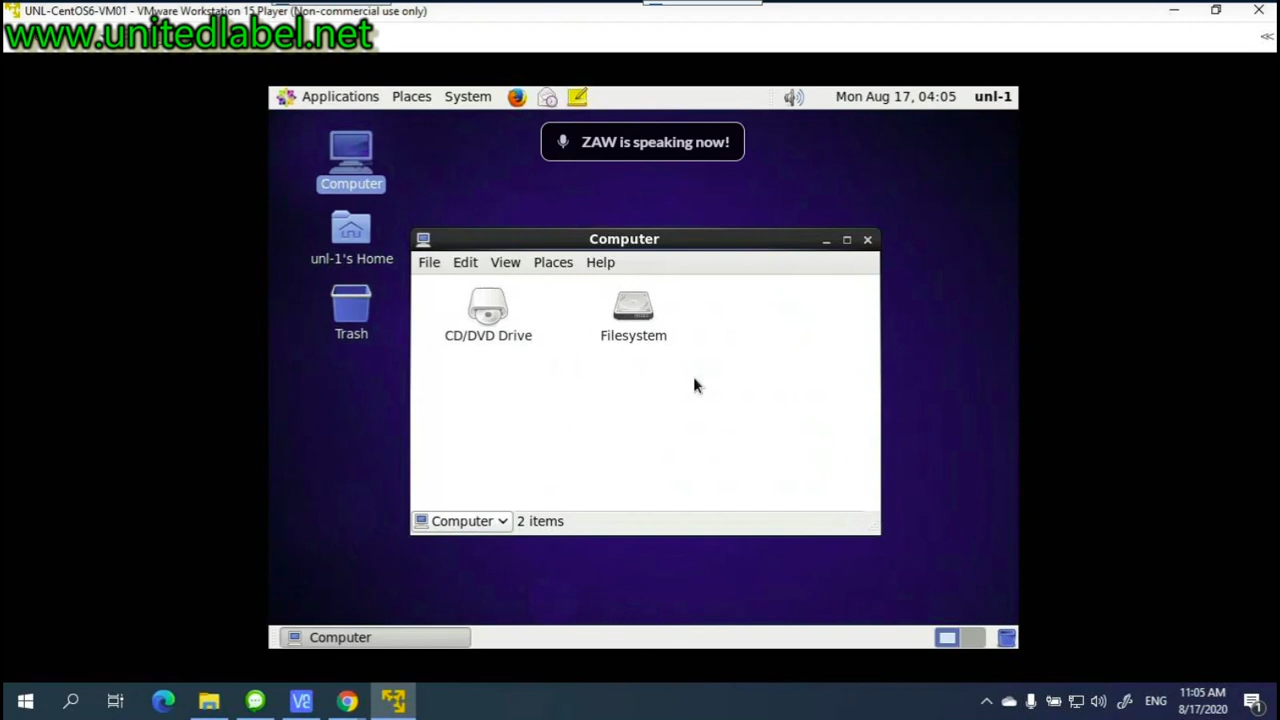 UNL-CentOS6-VM01 - VMware Workstation 15 Player (Non-commercial use only)
www.unitedlabel.net
Applications Places System Mon Aug 17, 04:05 unl-1
ZAW is speaking now!
Computer
unl-1's Home
Trash
Computer
File Edit View Places Help
CD/DVD Drive Filesystem
Computer 2 items
Computer
ENG 11:05 AM
8/17/2020 1